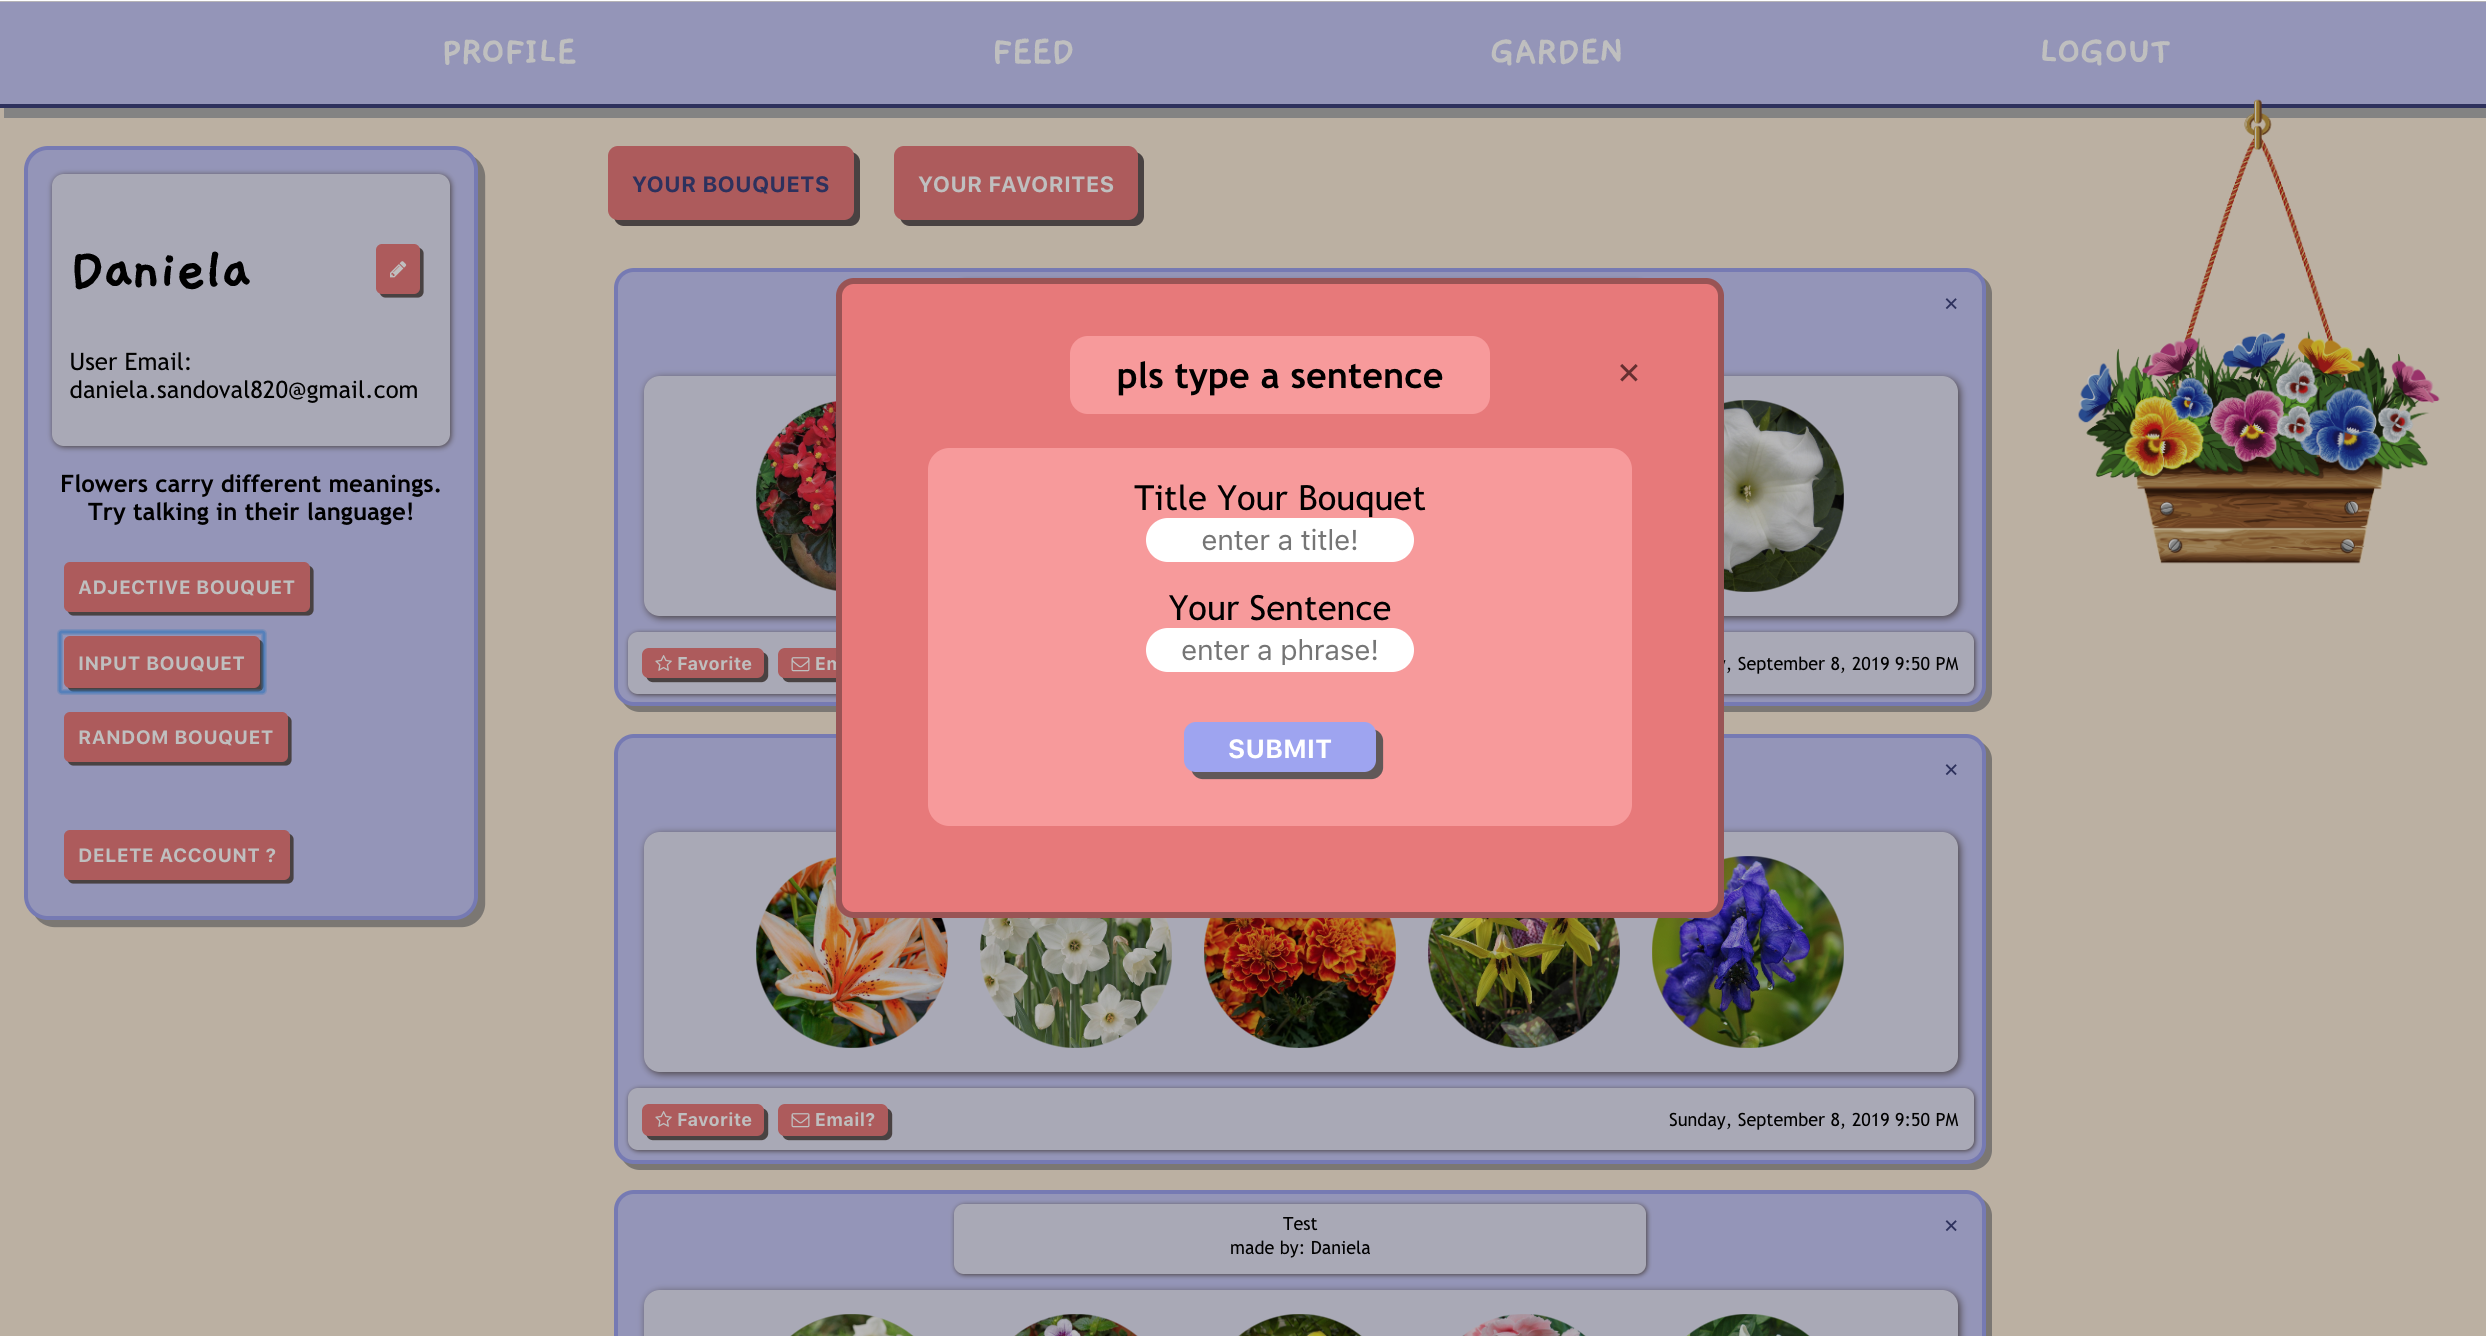 PROFILE
FEED
GARDEN
LOGOUT
Daniela
User Email:
daniela.sandoval820@gmail.com
Flowers carry different meanings.
Try talking in their language!
ADJECTIVE BOUQUET
INPUT BOUQUET
RANDOM BOUQUET
DELETE ACCOUNT ?
YOUR BOUQUETS
YOUR FAVORITES
pls type a sentence
Title Your Bouquet
enter a title!
Your Sentence
enter a phrase!
SUBMIT
Favorite
, September 8, 2019 9:50 PM
Favorite
Email?
Sunday, September 8, 2019 9:50 PM
Test
made by: Daniela